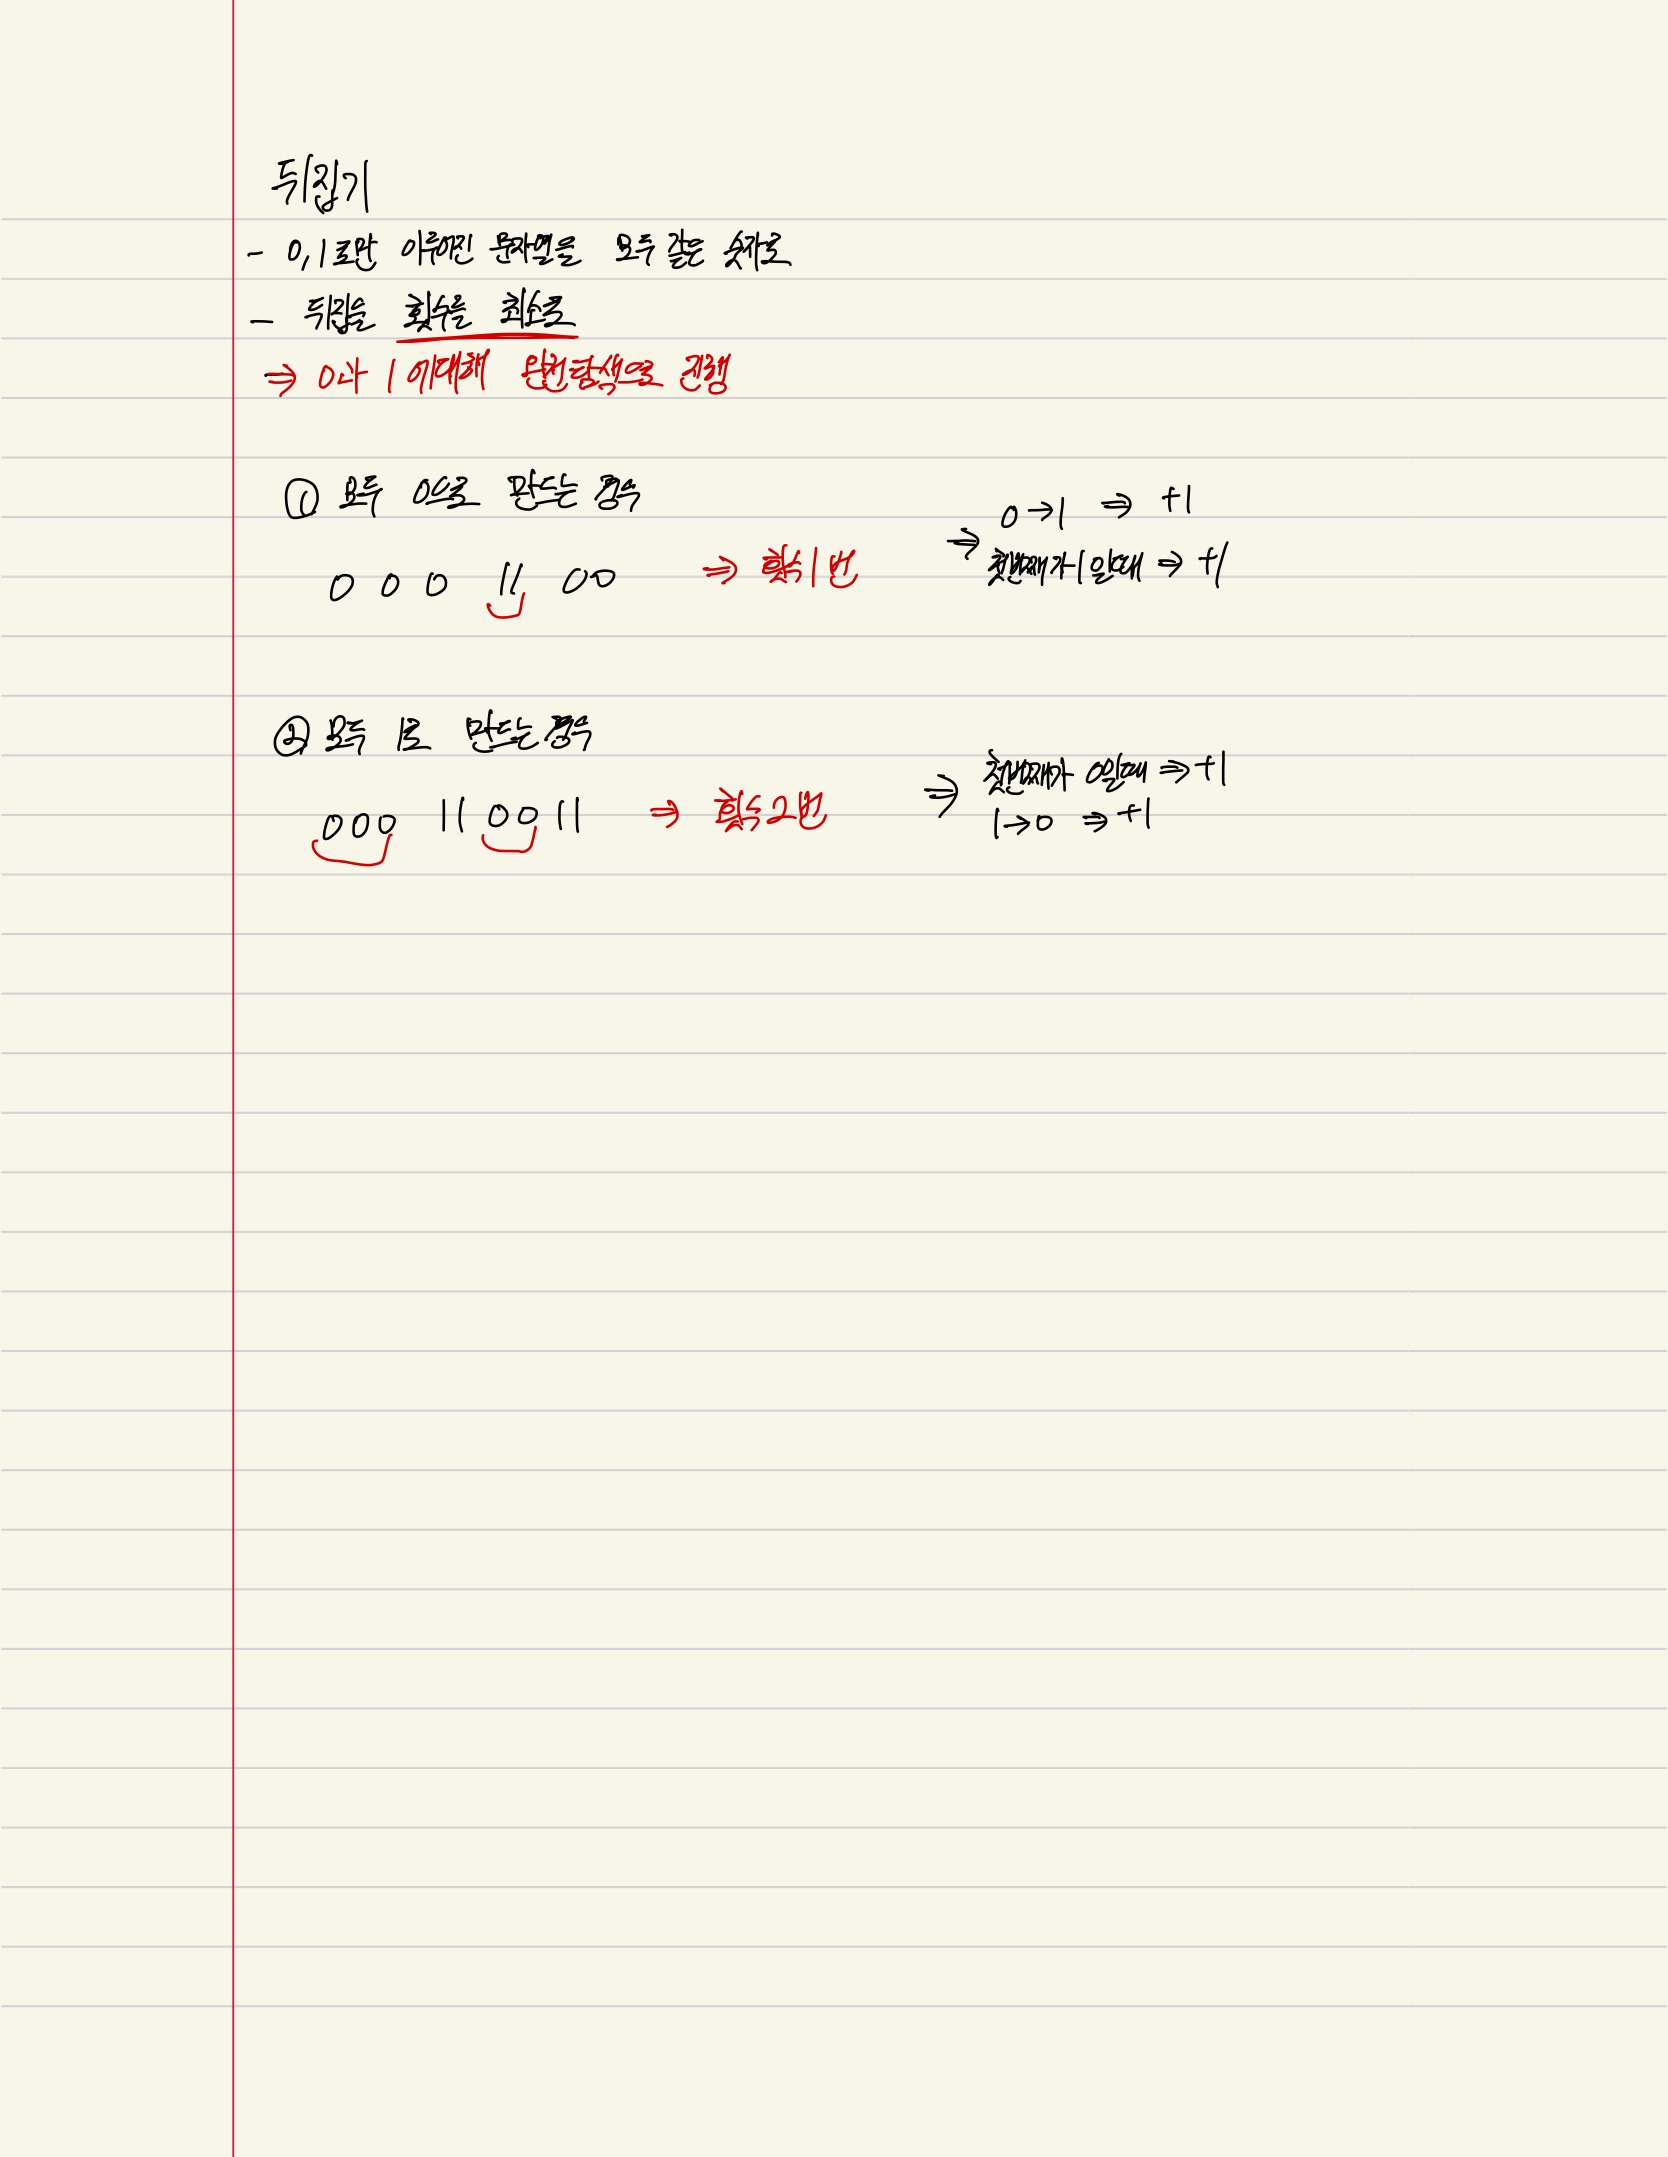 뒤집기
- 0,1로만 이루어진 문자열을 모두 같은 숫자로
- 뒤집을 횟수를 최소로
⇒ 0과 1에대해 완전탐색으로 진행
① 모두 0으로 만드는 경우
0 0 0 11 00 ⇒ 횟수 1번
⇒ 0→1 ⇒ +1
첫번째가 1일때 ⇒ +1
② 모두 1로 만드는 경우
000 11 00 11 ⇒ 횟수 2번
⇒ 첫번째가 0일때 ⇒ +1
1→0 ⇒ +1